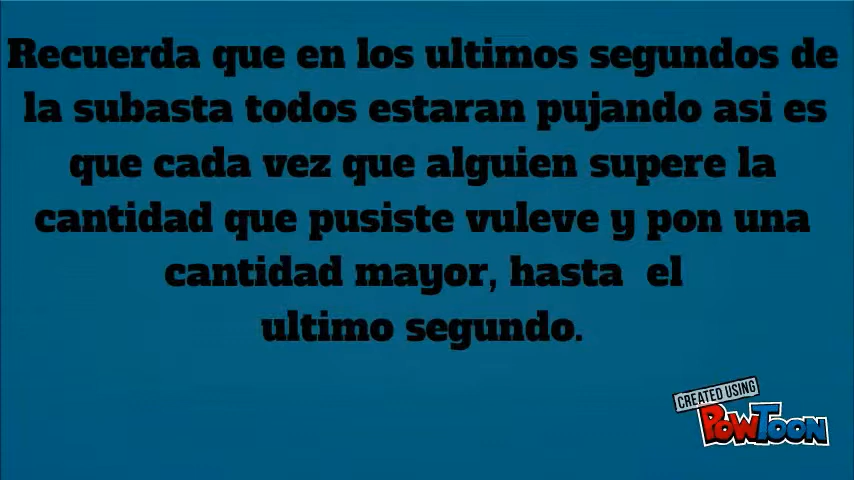 Recuerda que en los ultimos segundos de
la subasta todos estaran pujando asi es
que cada vez que alguien supere la
cantidad que pusiste vuleve y pon una
cantidad mayor, hasta  el
ultimo segundo.
CREATED USING
POWTOON